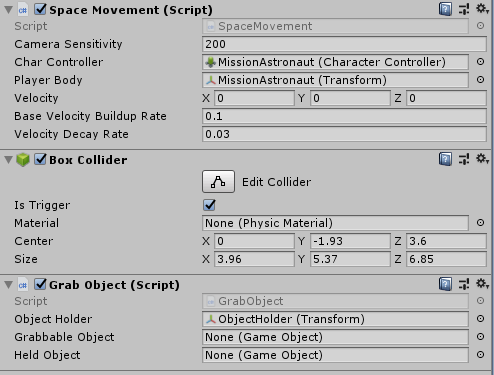 Space Movement (Script)
Script SpaceMovement
Camera Sensitivity 200
Char Controller MissionAstronaut (Character Controller)
Player Body MissionAstronaut (Transform)
Velocity X 0 Y 0 Z 0
Base Velocity Buildup Rate 0.1
Velocity Decay Rate 0.03
Box Collider
Edit Collider
Is Trigger
Material None (Physic Material)
Center X 0 Y -1.93 Z 3.6
Size X 3.96 Y 5.37 Z 6.85
Grab Object (Script)
Script GrabObject
Object Holder ObjectHolder (Transform)
Grabbable Object None (Game Object)
Held Object None (Game Object)